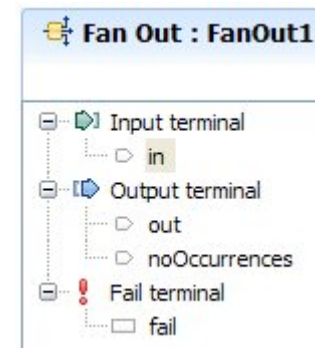 Fan Out : FanOut1
Input terminal
in
Output terminal
out
noOccurrences
Fail terminal
fail